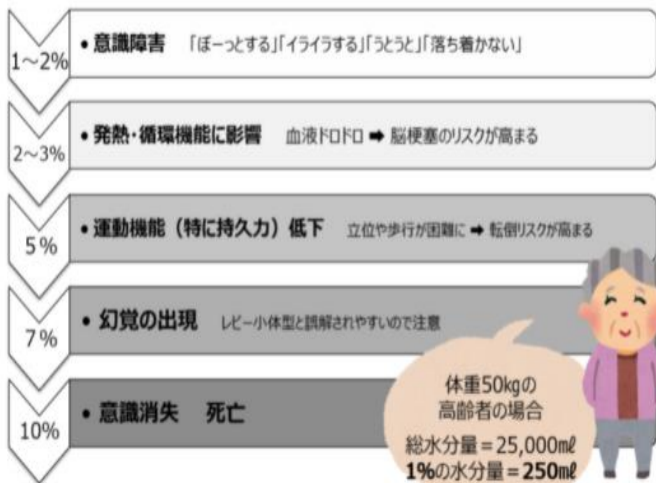 1～2%
• 意識障害 「ぼーっとする」「イライラする」「うとうと」「落ち着かない」
2～3%
• 発熱・循環機能に影響 血液ドロドロ ➡ 脳梗塞のリスクが高まる
5%
• 運動機能（特に持久力）低下 立位や歩行が困難に ➡ 転倒リスクが高まる
7%
• 幻覚の出現 レビー小体型と誤解されやすいので注意
10%
• 意識消失 死亡
体重50kgの
高齢者の場合
総水分量＝25,000㎖
1%の水分量＝250㎖